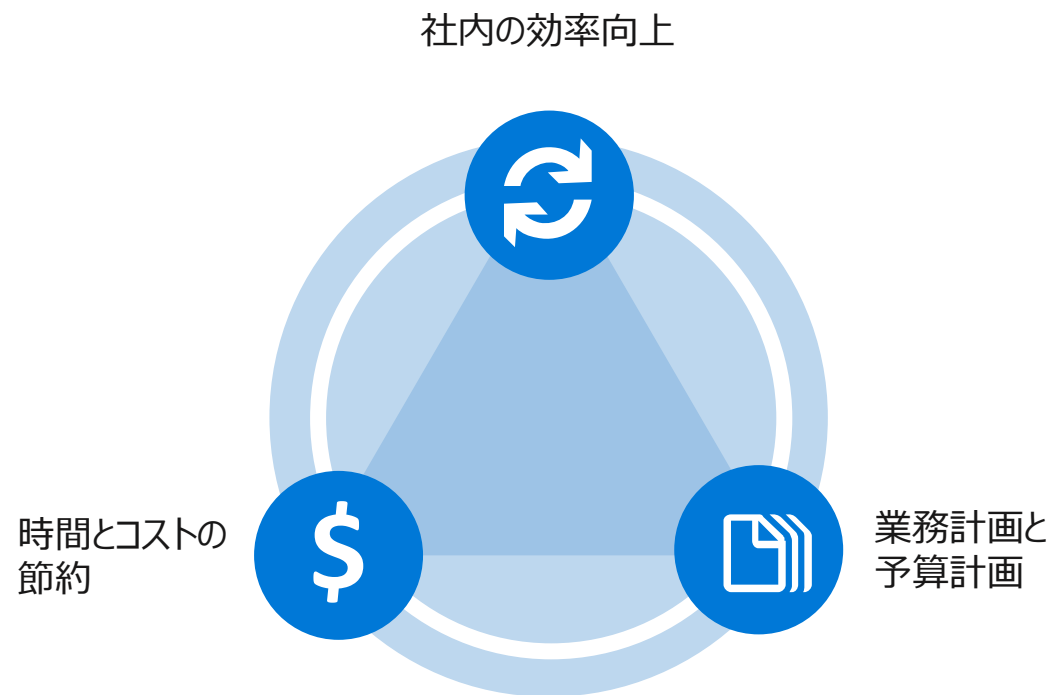 社内の効率向上
$
時間とコストの
節約
業務計画と
予算計画